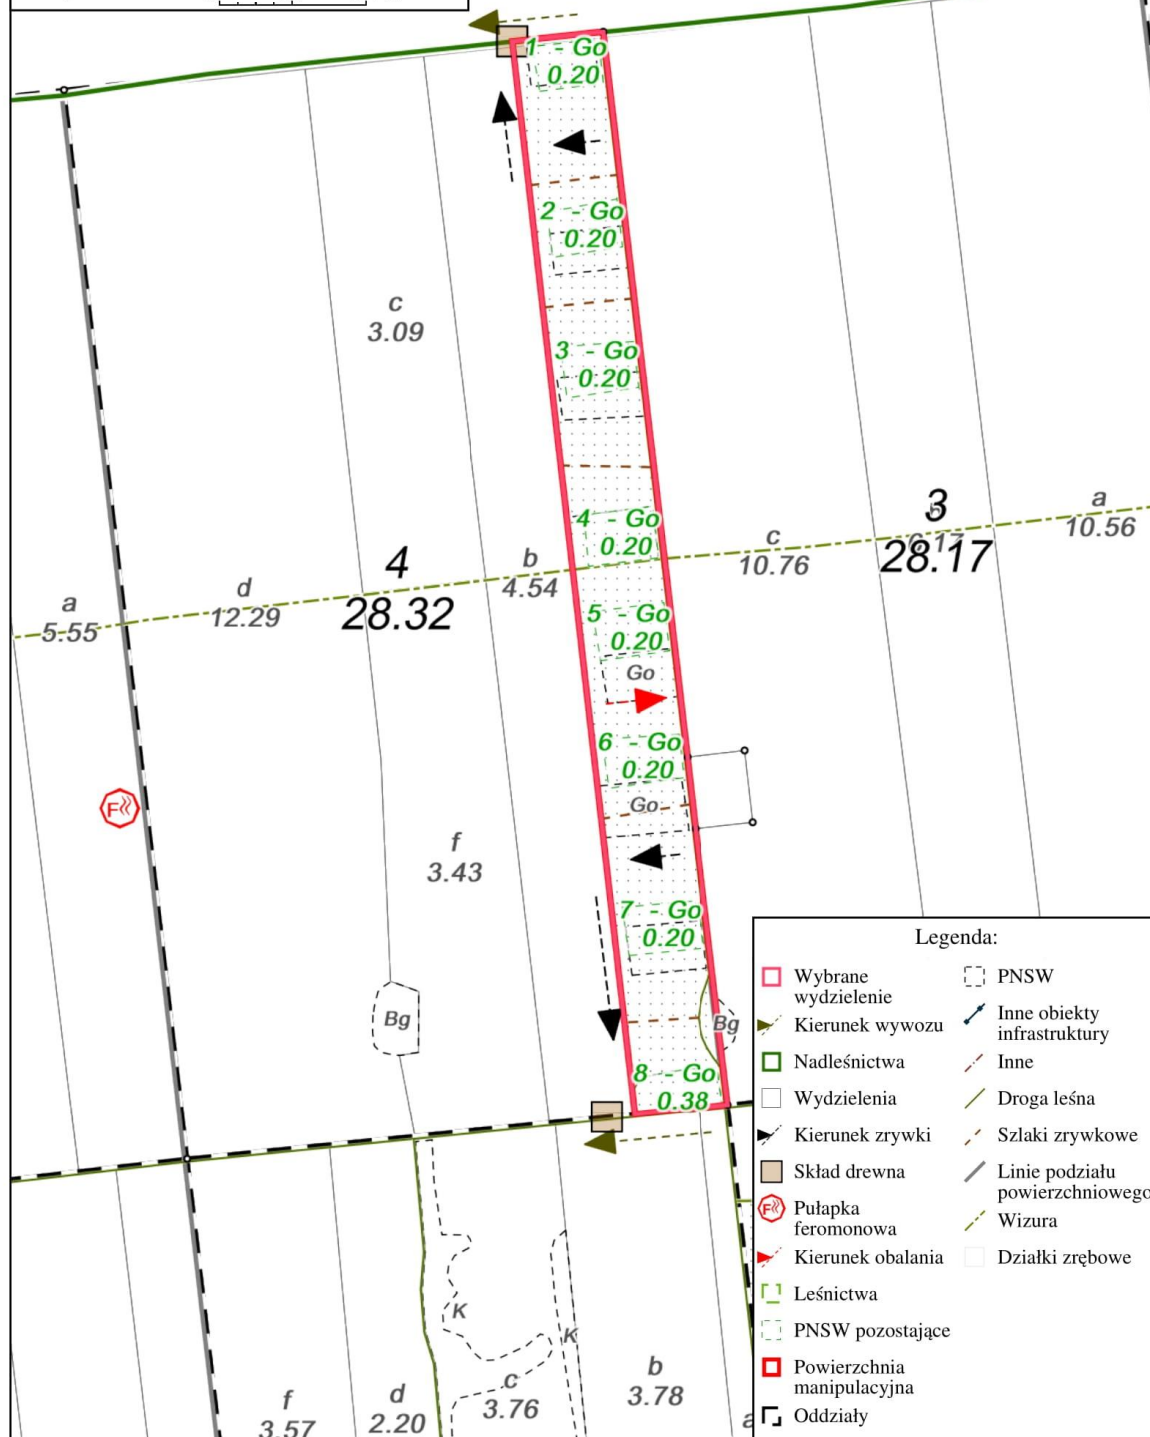 1 - Go
0.20
2 - Go
0.20
c
3.09
3 - Go
0.20
3
28.17
a
10.56
4 - Go
0.20
c
10.76
4
28.32
b
4.54
d
12.29
a
5.55
5 - Go
0.20
Go
6 - Go
0.20
Go
F
f
3.43
7 - Go
0.20
Bg
Bg
8 - Go
0.38
K
K
c
3.76
b
3.78
d
2.20
f
3.57
a
Legenda:
Wybrane
wydzielenie
Kierunek wywozu
Nadleśnictwa
Wydzielenia
Kierunek zrywki
Skład drewna
F
Pułapka
feromonowa
Kierunek obalania
Leśnictwa
PNSW pozostające
Powierzchnia
manipulacyjna
Oddziały
PNSW
Inne obiekty
infrastruktury
Inne
Droga leśna
Szlaki zrywkowe
Linie podziału
powierzchniowego
Wizura
Działki zrębowe